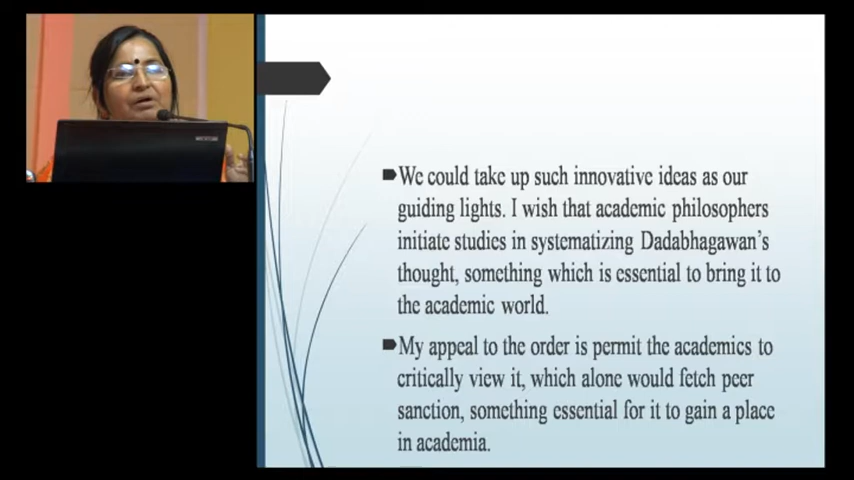 We could take up such innovative ideas as our
guiding lights. I wish that academic philosophers
initiate studies in systematizing Dadabhagawan's
thought, something which is essential to bring it to
the academic world.
My appeal to the order is permit the academics to
critically view it, which alone would fetch peer
sanction, something essential for it to gain a place
in academia.